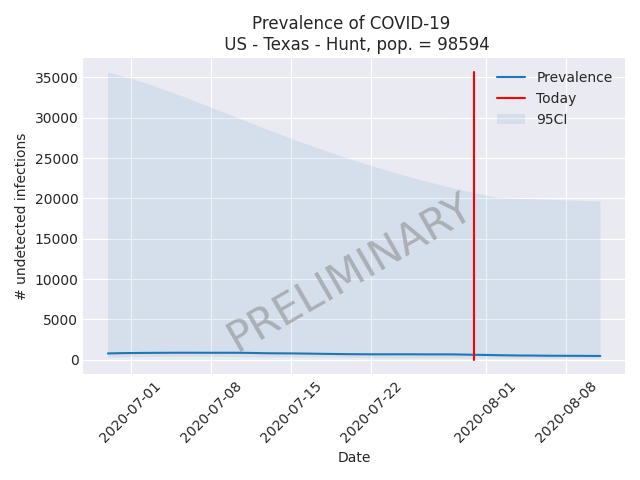 Prevalence of COVID-19
US - Texas - Hunt, pop. = 98594
Prevalence
Today
95CI
# undetected infections
35000
30000
25000
20000
15000
10000
5000
0
PRELIMINARY
2020-07-01
2020-07-08
2020-07-15
2020-07-22
2020-08-01
2020-08-08
Date